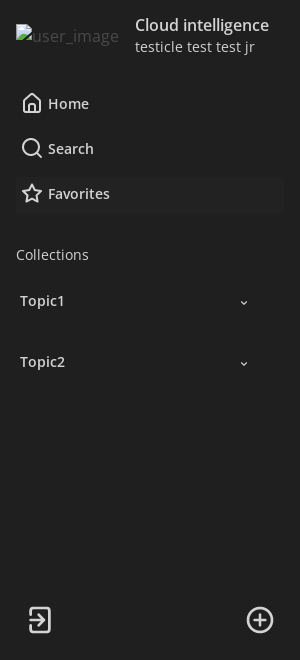 Cloud intelligence
user_image
testicle test test jr
Home
Search
Favorites
Collections
Topic1
Topic2